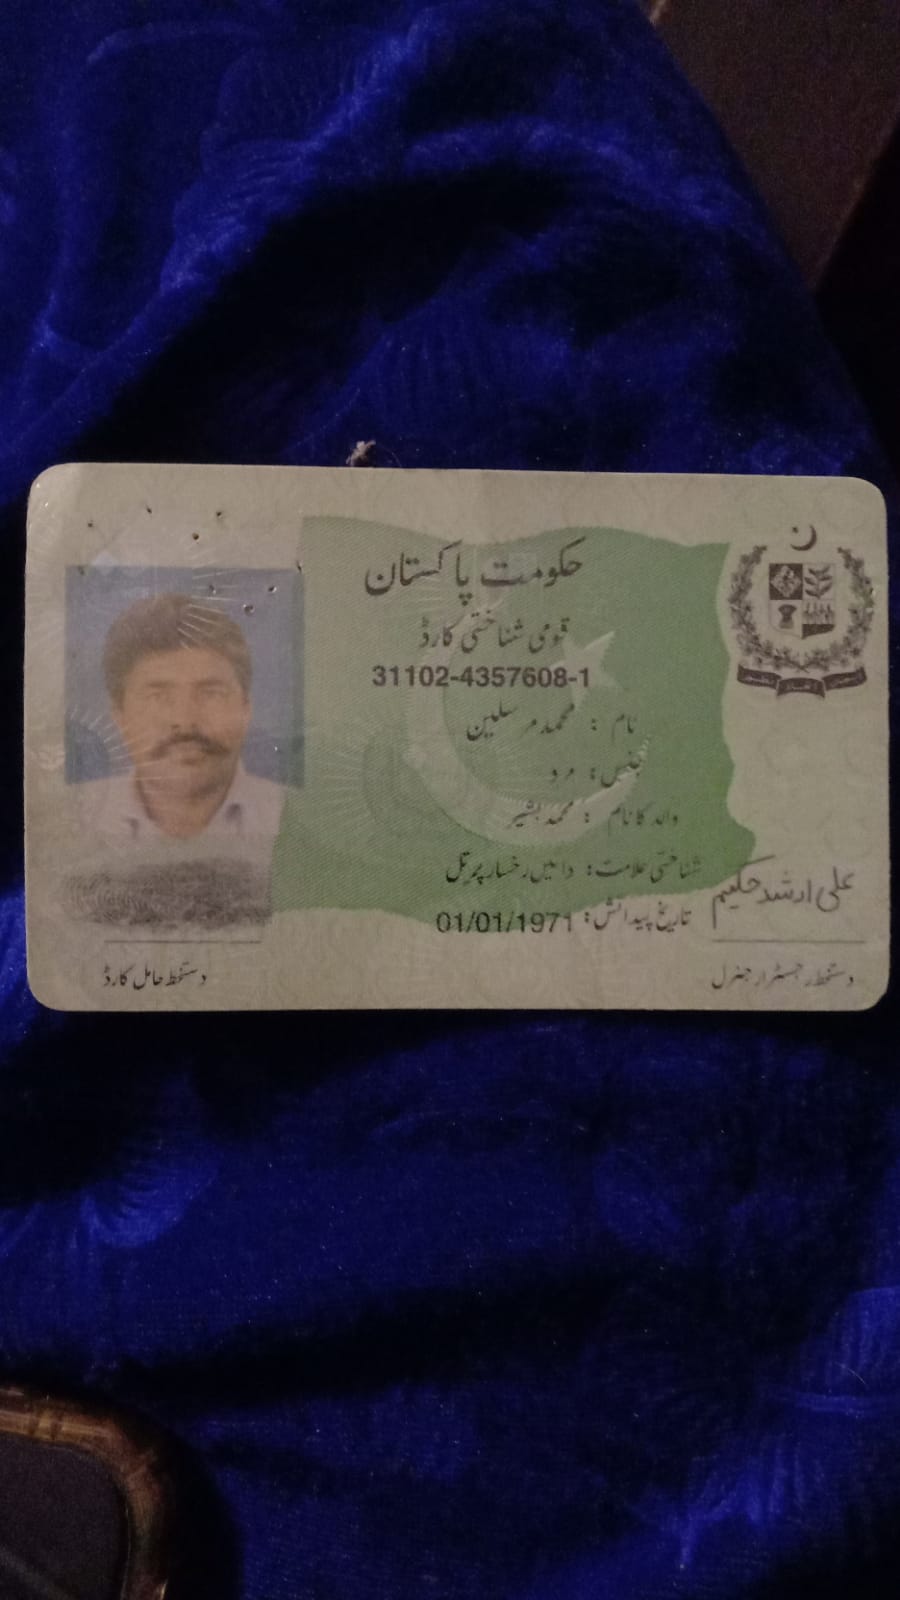 حکومت پاکستان
قومی شناختی کارڈ
31102-4357608-1
نام : محمد مرسلین
جنس: مرد
والد کا نام : محمد بشیر
شناختی علامت: دائیں رخسار پر تل
تاریخ پیدائش: 01/01/1971
علی ارشد حکیم
دستخط حامل کارڈ
دستخط رجسٹرار جنرل